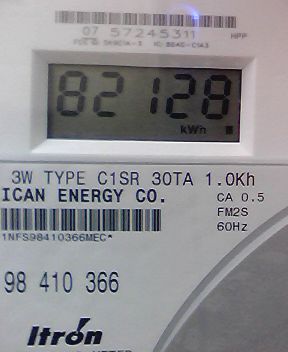 07 57245311 HPP
82128
kWh
3W TYPE C1SR 30TA 1.0Kh
ICAN ENERGY CO. CA 0.5
FM2S
60Hz
1NFS98410366MEC*
98 410 366
Itron